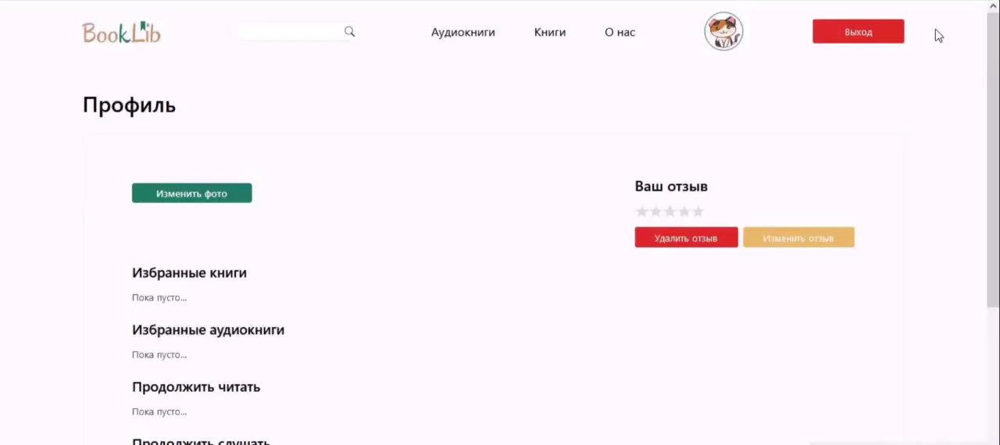 BookLib
Аудиокниги
Книги
О нас
Выход
Профиль
Изменить фото
Ваш отзыв
Удалить отзыв
Изменить отзыв
Избранные книги
Пока пусто...
Избранные аудиокниги
Пока пусто...
Продолжить читать
Пока пусто...
Продолжить слушать